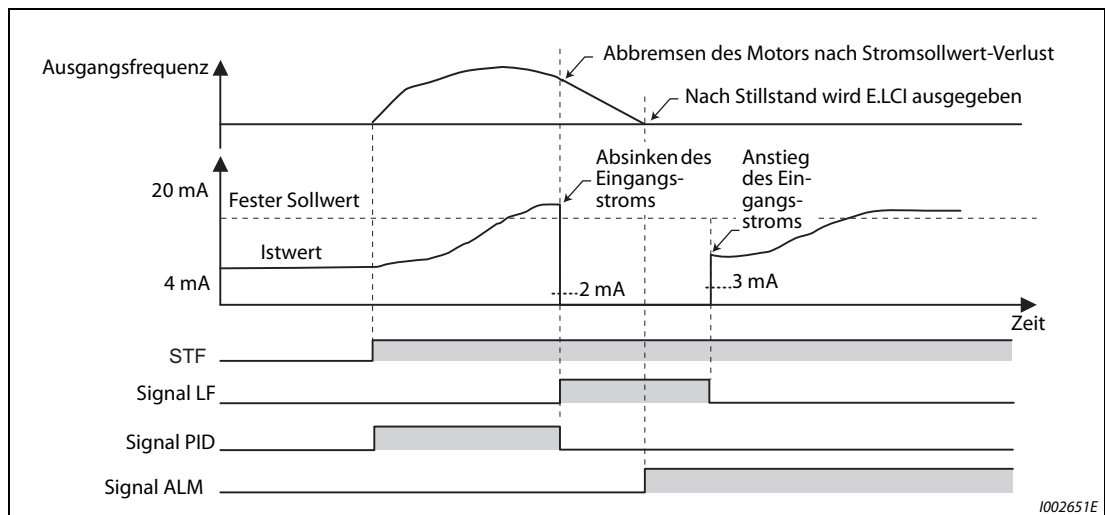 Ausgangsfrequenz
Abbremsen des Motors nach Stromsollwert-Verlust
Nach Stillstand wird E.LCI ausgegeben
20 mA
Fester Sollwert
Absinken des
Eingangs-
stroms
Anstieg
des Ein-
gangs-
stroms
Istwert
4 mA
2 mA
3 mA
Zeit
STF
Signal LF
Signal PID
Signal ALM
I002651E